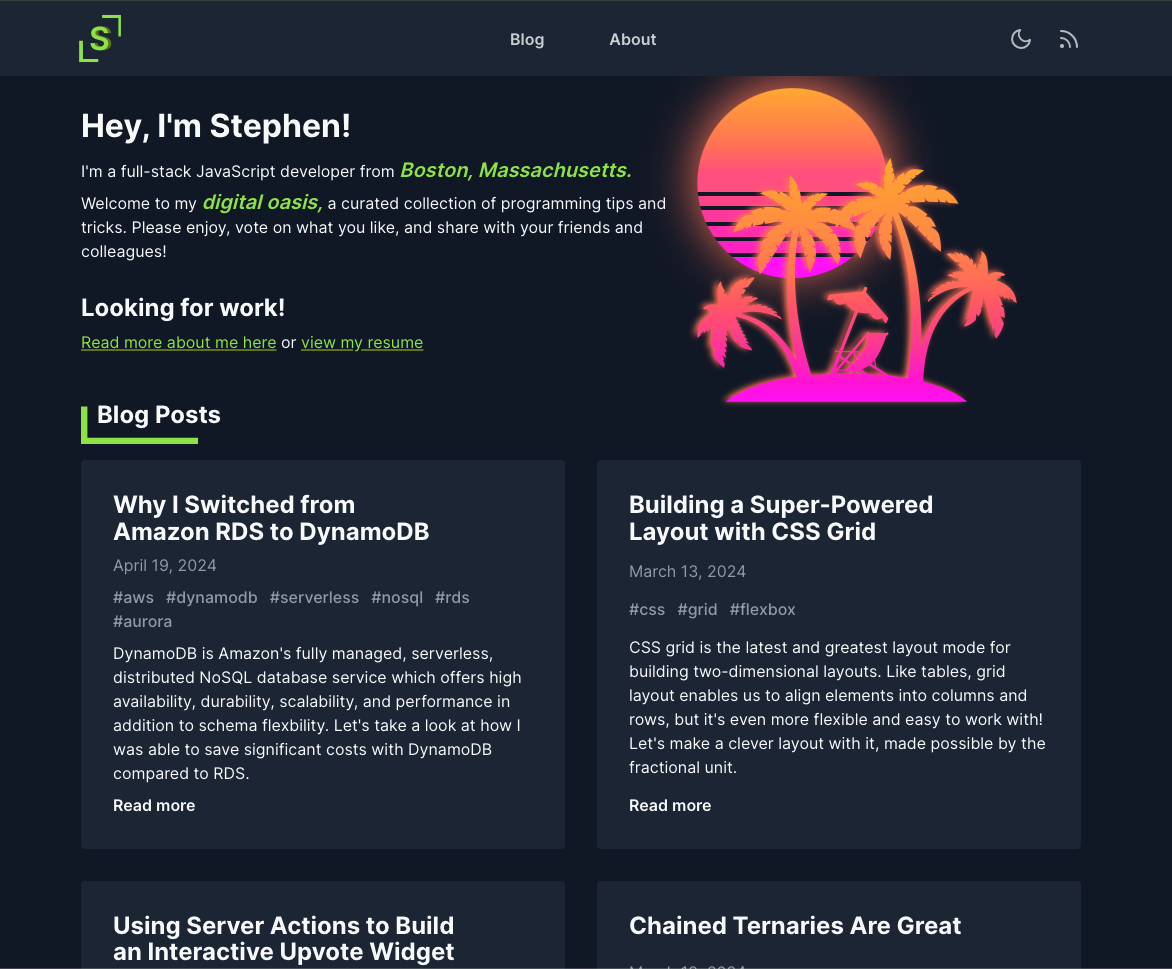 S
Blog
About
Hey, I'm Stephen!
I'm a full-stack JavaScript developer from Boston, Massachusetts.
Welcome to my digital oasis, a curated collection of programming tips and
tricks. Please enjoy, vote on what you like, and share with your friends and
colleagues!
Looking for work!
Read more about me here or view my resume
Blog Posts
Why I Switched from
Amazon RDS to DynamoDB
April 19, 2024
#aws #dynamodb #serverless #nosql #rds
#aurora
DynamoDB is Amazon's fully managed, serverless,
distributed NoSQL database service which offers high
availability, durability, scalability, and performance in
addition to schema flexbility. Let's take a look at how I
was able to save significant costs with DynamoDB
compared to RDS.
Read more
Building a Super-Powered
Layout with CSS Grid
March 13, 2024
#css #grid #flexbox
CSS grid is the latest and greatest layout mode for
building two-dimensional layouts. Like tables, grid
layout enables us to align elements into columns and
rows, but it's even more flexible and easy to work with!
Let's make a clever layout with it, made possible by the
fractional unit.
Read more
Using Server Actions to Build
an Interactive Upvote Widget
Chained Ternaries Are Great